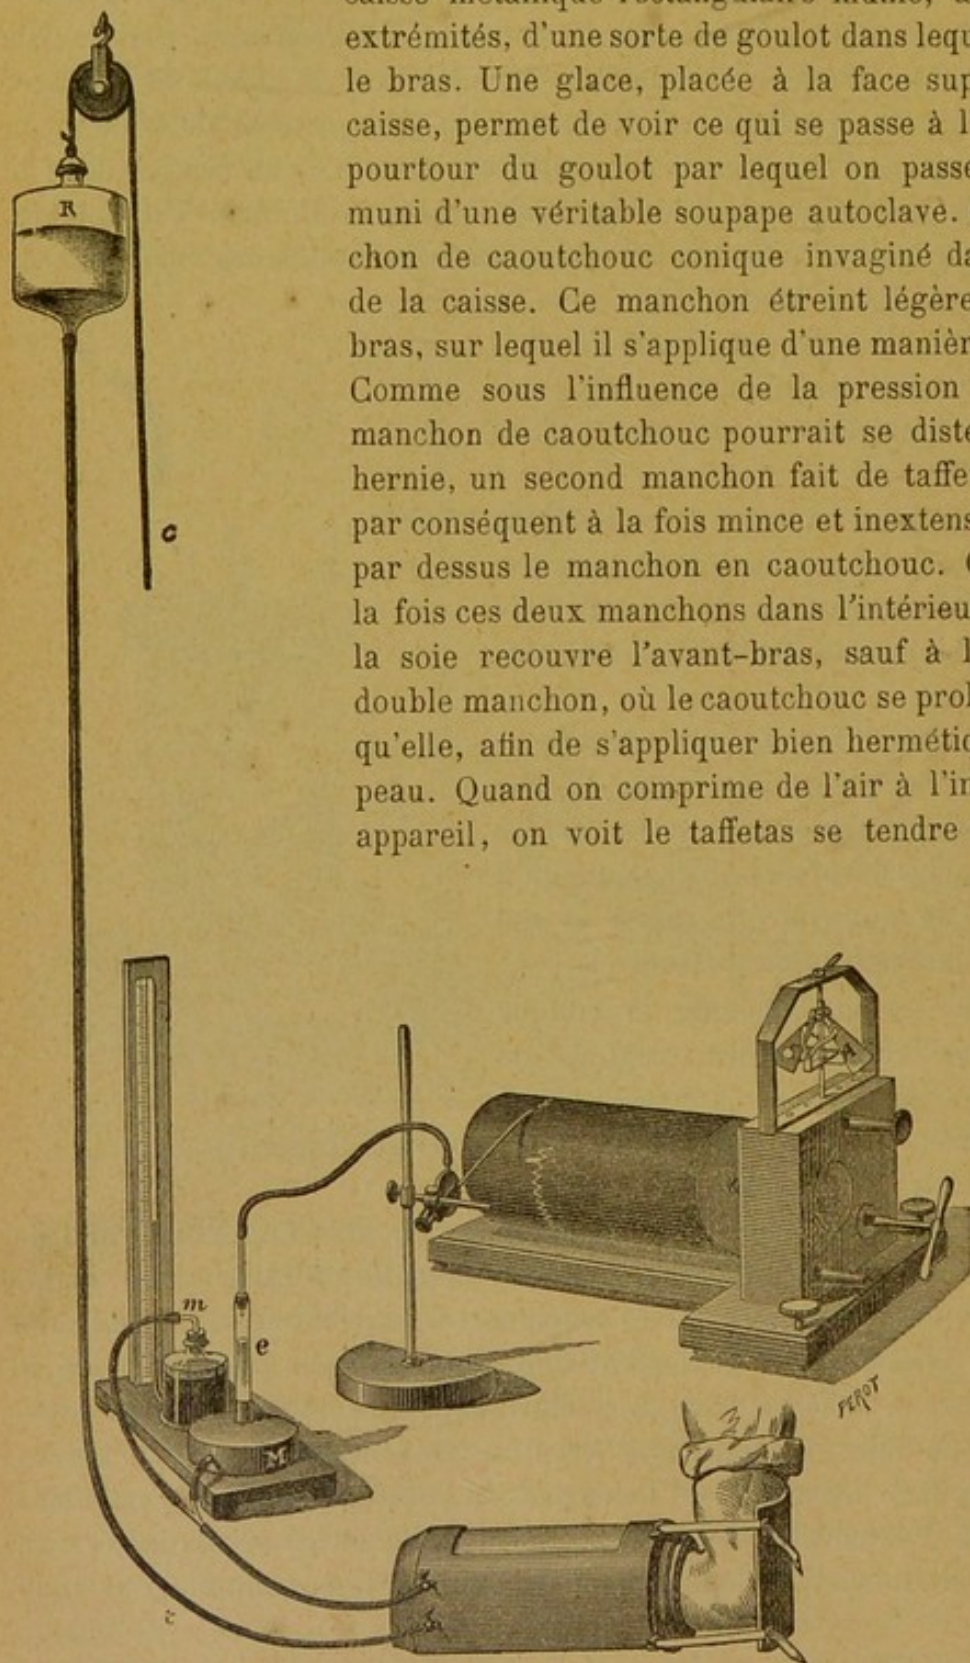 extrémités, d'une sorte de goulot dans lequ
le bras. Une glace, placée à la face sup
caisse, permet de voir ce qui se passe à l
pourtour du goulot par lequel on passe
muni d'une véritable soupape autoclave.
chon de caoutchouc conique invaginé da
de la caisse. Ce manchon étreint légère
bras, sur lequel il s'applique d'une manièr
Comme sous l'influence de la pression
manchon de caoutchouc pourrait se diste
hernie, un second manchon fait de taffe
par conséquent à la fois mince et inextens
par dessus le manchon en caoutchouc.
la fois ces deux manchons dans l'intérieu
la soie recouvre l'avant-bras, sauf à l
double manchon, où le caoutchouc se prol
qu'elle, afin de s'appliquer bien hermétic
peau. Quand on comprime de l'air à l'in
appareil, on voit le taffetas se tendre
R
c
m
e
M
PEROT